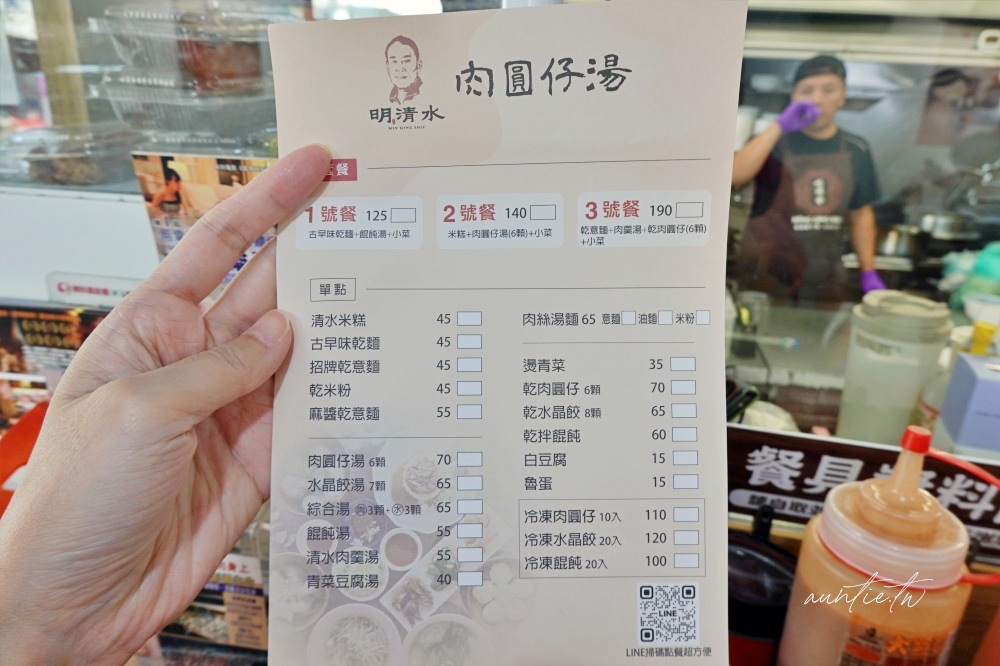 肉圓仔湯
明清水
MIN QING SHUI
餐
1號餐 125
古早味乾麵+餛飩湯+小菜
2號餐 140
米糕+肉圓仔湯(6顆)+小菜
3號餐 190
乾意麵+肉羹湯+乾肉圓仔(6顆)
+小菜
單點
清水米糕 45
古早味乾麵 45
招牌乾意麵 45
乾米粉 45
麻醬乾意麵 55
肉圓仔湯 6顆 70
水晶餃湯 7顆 65
綜合湯 ㊁3顆+㊌3顆 65
餛飩湯 55
清水肉羹湯 55
青菜豆腐湯 40
肉絲湯麵 65 意麵 油麵 米粉
燙青菜 35
乾肉圓仔 6顆 70
乾水晶餃 8顆 65
乾拌餛飩 60
白豆腐 15
魯蛋 15
冷凍肉圓仔 10入 110
冷凍水晶餃 20入 120
冷凍餛飩 20入 100
LINE
LINE掃碼點餐超方便
餐具
料
請自取
auntie.tw